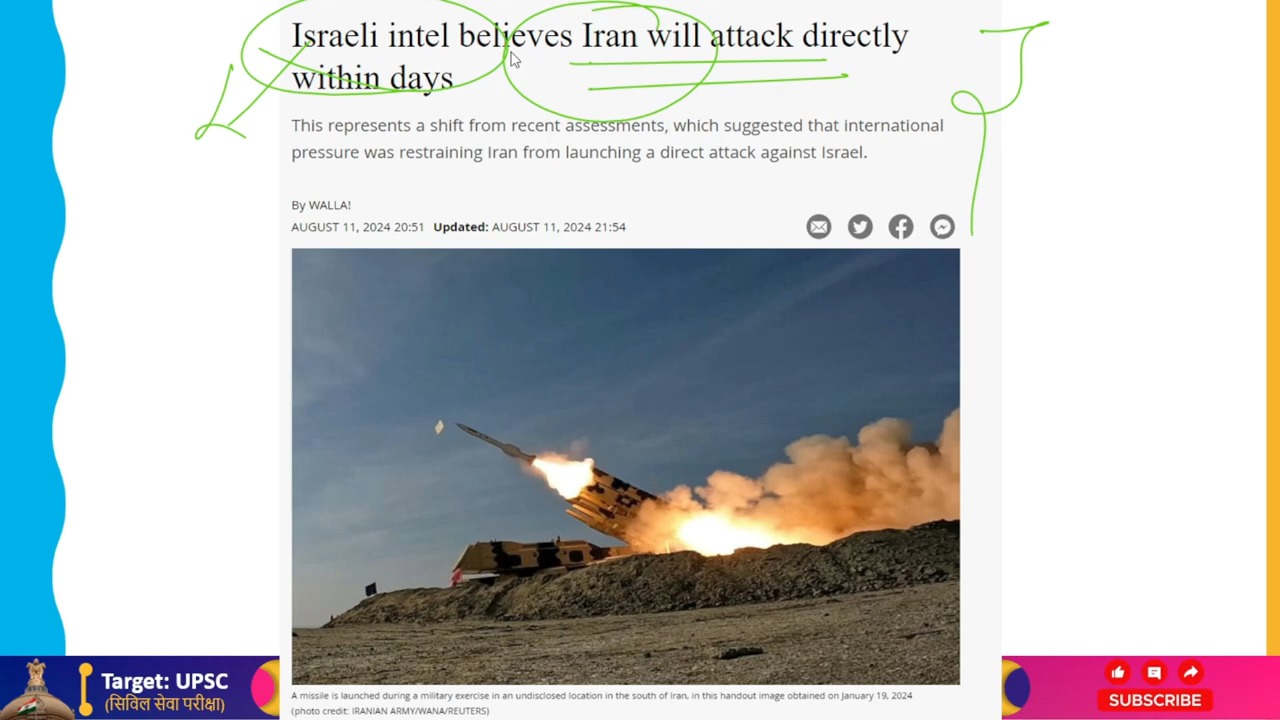 Israeli intel believes Iran will attack directly
within days
This represents a shift from recent assessments, which suggested that international
pressure was restraining Iran from launching a direct attack against Israel.
By WALLA!
AUGUST 11, 2024 20:51 Updated: AUGUST 11, 2024 21:54
A missile is launched during a military exercise in an undisclosed location in the south of Iran, in this handout image obtained on January 19, 2024
(photo credit: IRANIAN ARMY/WANA/REUTERS)
Target: UPSC
(सिविल सेवा परीक्षा)
SUBSCRIBE